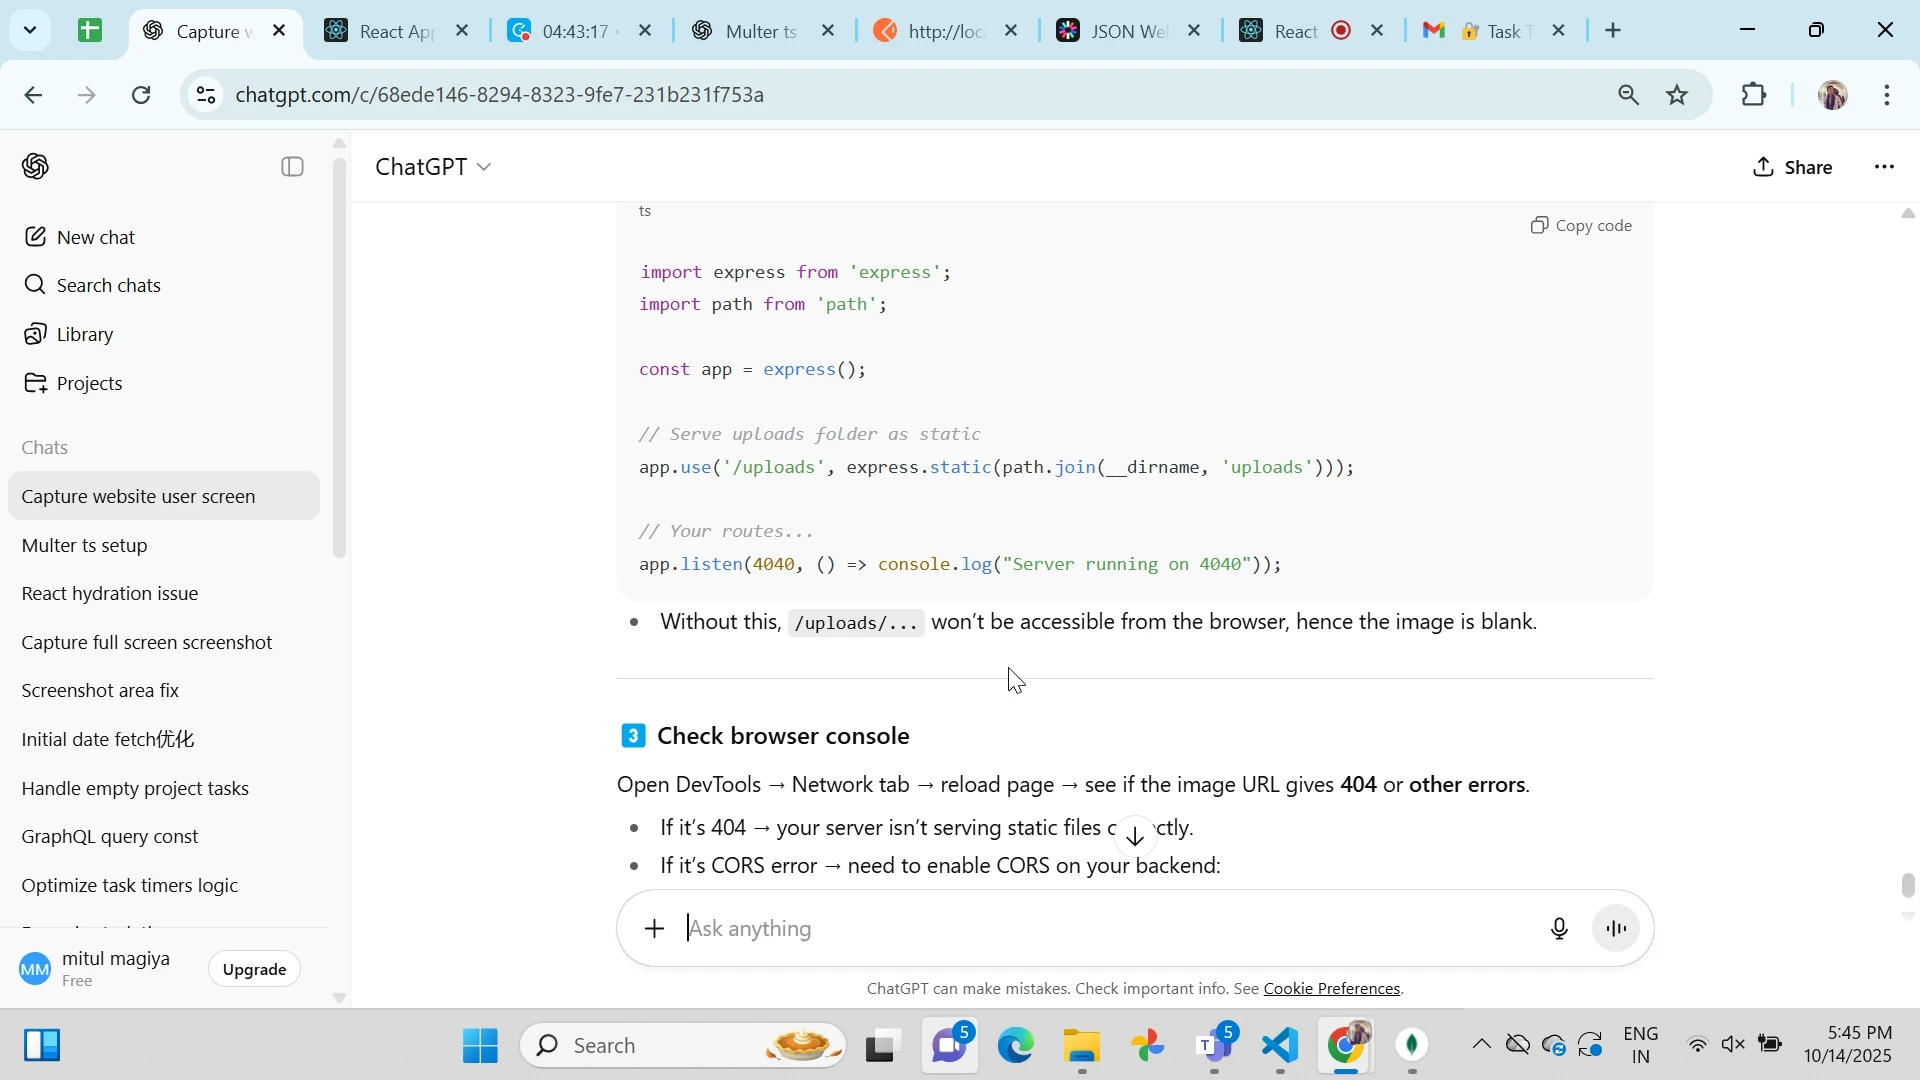 Capture w
React App
04:43:17
Multer ts
http://loc
JSON We
React
Task T
chatgpt.com/c/68ede146-8294-8323-9fe7-231b231f753a
ChatGPT
Share
New chat
Search chats
Library
Projects
Chats
Capture website user screen
Multer ts setup
React hydration issue
Capture full screen screenshot
Screenshot area fix
Initial date fetch优化
Handle empty project tasks
GraphQL query const
Optimize task timers logic
MM
mitul magiya
Free
Upgrade
ts
Copy code
import express from 'express';
import path from 'path';
const app = express();
// Serve uploads folder as static
app.use('/uploads', express.static(path.join(__dirname, 'uploads')));
// Your routes...
app.listen(4040, () => console.log("Server running on 4040"));
Without this, /uploads/... won't be accessible from the browser, hence the image is blank.
3 Check browser console
Open DevTools → Network tab → reload page → see if the image URL gives 404 or other errors.
If it's 404 → your server isn't serving static files
If it's CORS error → need to enable CORS on your backend:
Ask anything
ChatGPT can make mistakes. Check important info. See Cookie Preferences.
Search
5
5
ENG
IN
5:45 PM
10/14/2025